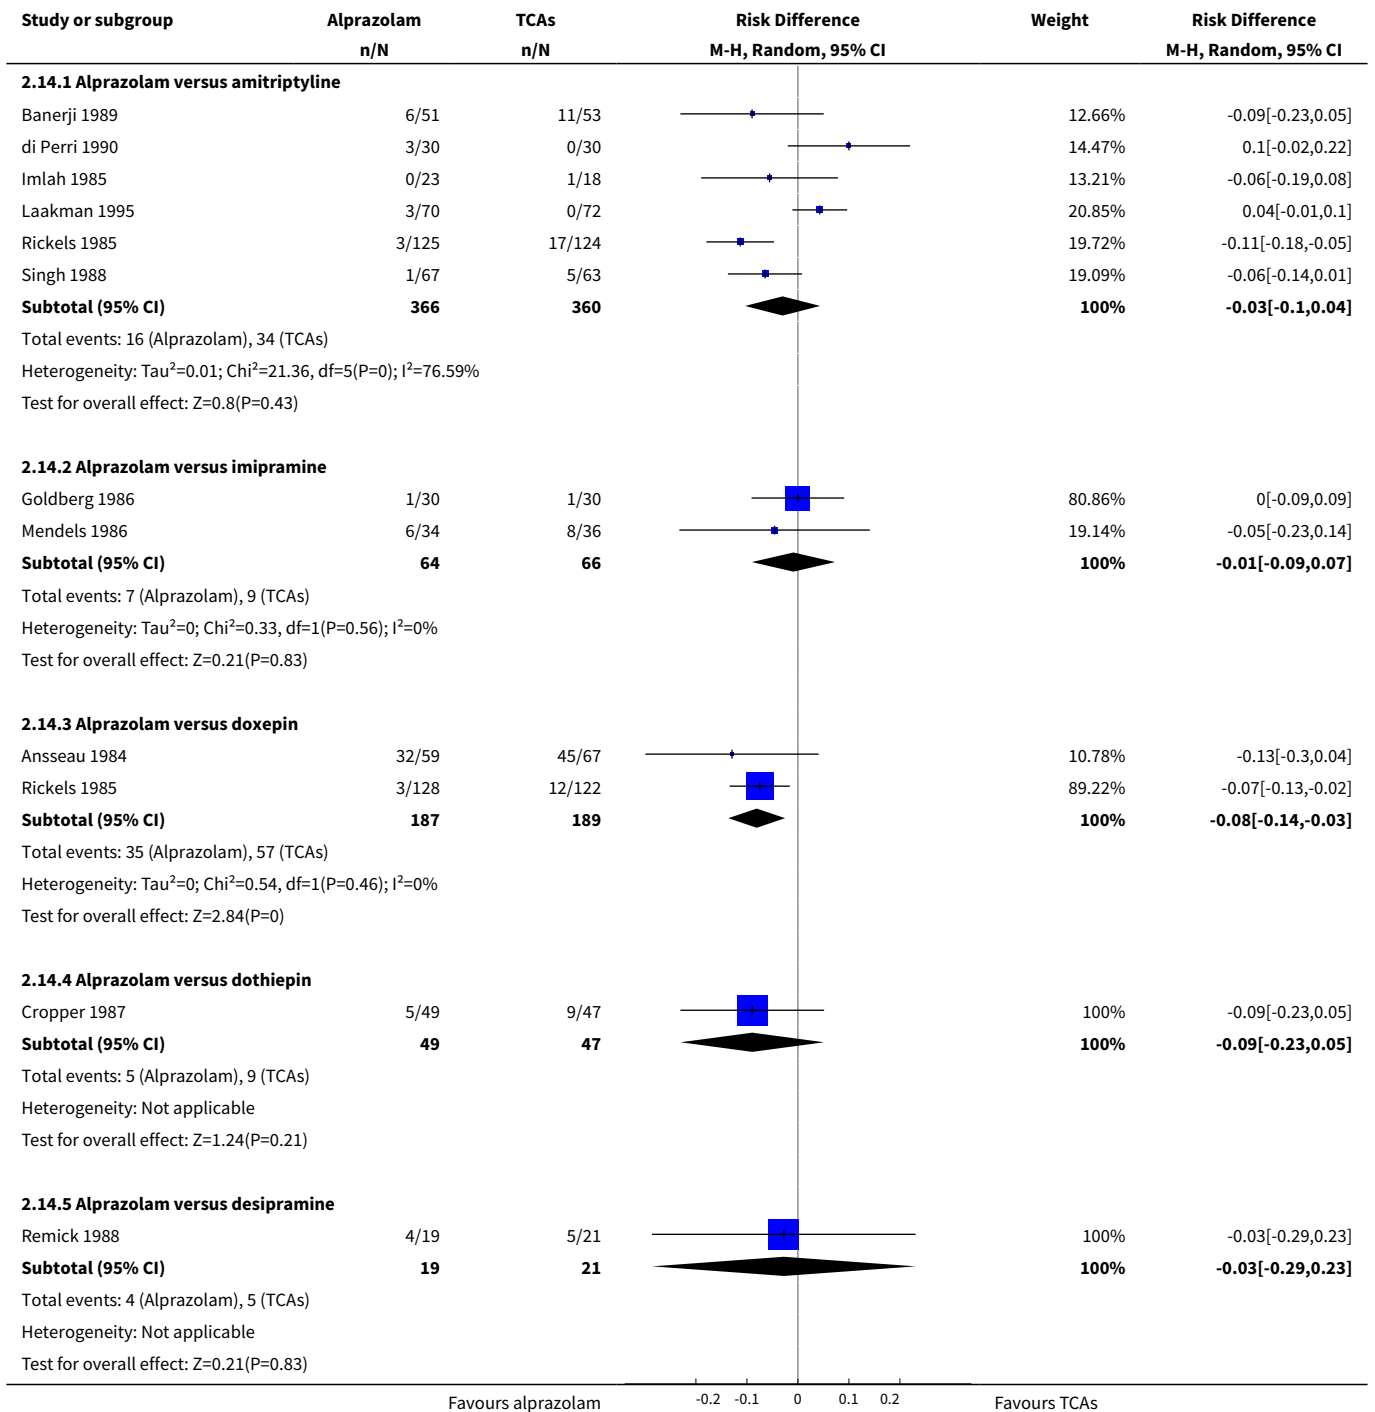 Study or subgroup Alprazolam TCAs Risk Difference Weight Risk Difference
n/N n/N M-H, Random, 95% CI M-H, Random, 95% CI
2.14.1 Alprazolam versus amitriptyline
Banerji 1989 6/51 11/53 12.66% -0.09[-0.23,0.05]
di Perri 1990 3/30 0/30 14.47% 0.1[-0.02,0.22]
Imlah 1985 0/23 1/18 13.21% -0.06[-0.19,0.08]
Laakman 1995 3/70 0/72 20.85% 0.04[-0.01,0.1]
Rickels 1985 3/125 17/124 19.72% -0.11[-0.18,-0.05]
Singh 1988 1/67 5/63 19.09% -0.06[-0.14,0.01]
Subtotal (95% CI) 366 360 100% -0.03[-0.1,0.04]
Total events: 16 (Alprazolam), 34 (TCAs)
Heterogeneity: Tau²=0.01; Chi²=21.36, df=5(P=0); I²=76.59%
Test for overall effect: Z=0.8(P=0.43)
2.14.2 Alprazolam versus imipramine
Goldberg 1986 1/30 1/30 80.86% 0[-0.09,0.09]
Mendels 1986 6/34 8/36 19.14% -0.05[-0.23,0.14]
Subtotal (95% CI) 64 66 100% -0.01[-0.09,0.07]
Total events: 7 (Alprazolam), 9 (TCAs)
Heterogeneity: Tau²=0; Chi²=0.33, df=1(P=0.56); I²=0%
Test for overall effect: Z=0.21(P=0.83)
2.14.3 Alprazolam versus doxepin
Ansseau 1984 32/59 45/67 10.78% -0.13[-0.3,0.04]
Rickels 1985 3/128 12/122 89.22% -0.07[-0.13,-0.02]
Subtotal (95% CI) 187 189 100% -0.08[-0.14,-0.03]
Total events: 35 (Alprazolam), 57 (TCAs)
Heterogeneity: Tau²=0; Chi²=0.54, df=1(P=0.46); I²=0%
Test for overall effect: Z=2.84(P=0)
2.14.4 Alprazolam versus dothiepin
Cropper 1987 5/49 9/47 100% -0.09[-0.23,0.05]
Subtotal (95% CI) 49 47 100% -0.09[-0.23,0.05]
Total events: 5 (Alprazolam), 9 (TCAs)
Heterogeneity: Not applicable
Test for overall effect: Z=1.24(P=0.21)
2.14.5 Alprazolam versus desipramine
Remick 1988 4/19 5/21 100% -0.03[-0.29,0.23]
Subtotal (95% CI) 19 21 100% -0.03[-0.29,0.23]
Total events: 4 (Alprazolam), 5 (TCAs)
Heterogeneity: Not applicable
Test for overall effect: Z=0.21(P=0.83)
Favours alprazolam -0.2 -0.1 0 0.1 0.2 Favours TCAs